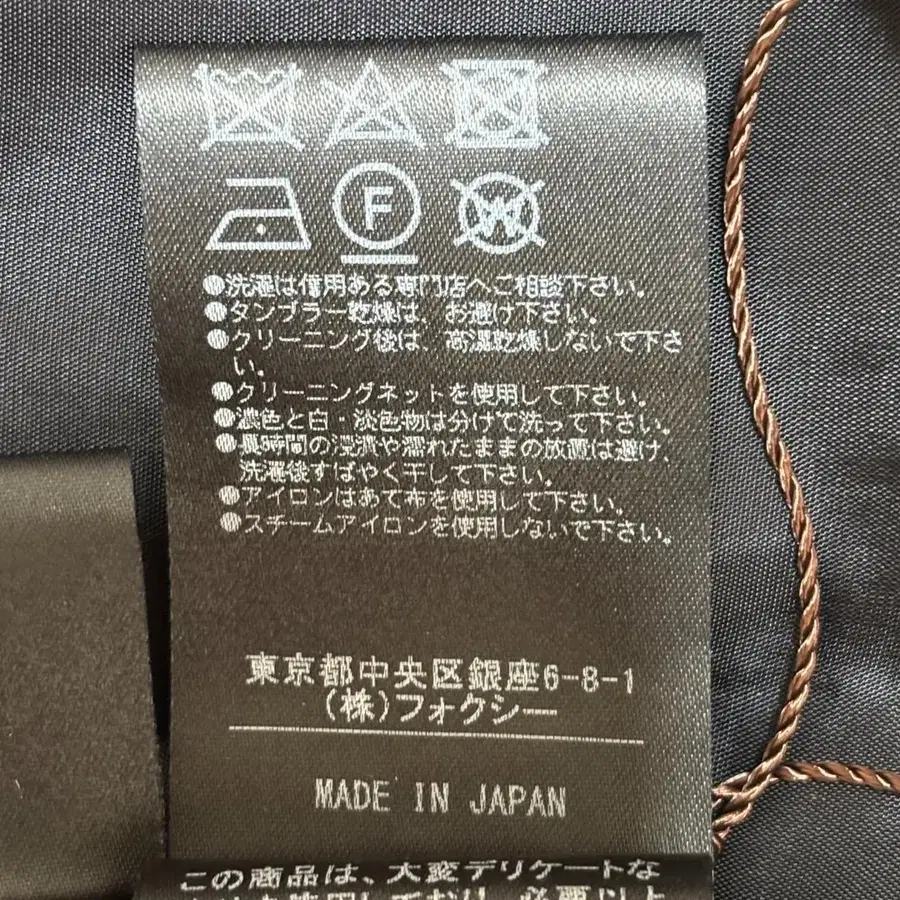 F
W
●洗濯は信用ある専門店へご相談下さい。
●タンブラー乾燥は、お避け下さい。
●クリーニング後は、高温乾燥しないで下さ
い。
●クリーニングネットを使用して下さい。
●濃色と白・淡色物は分けて洗って下さい。
●長時間の浸漬や濡れたままの放置は避け、
洗濯後すばやく干して下さい。
●アイロンはあて布を使用して下さい。
●スチームアイロンを使用しないで下さい。
東京都中央区銀座6-8-1
(株)フォクシー
MADE IN JAPAN
この商品は、大変デリケートな